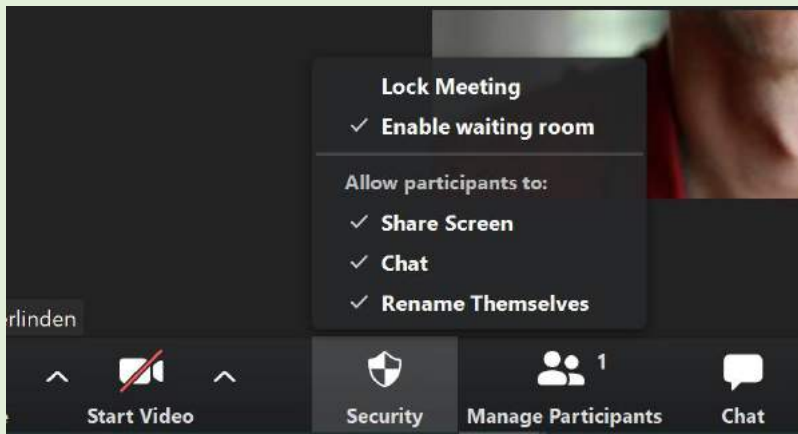 Lock Meeting
✓ Enable waiting room
Allow participants to:
✓ Share Screen
✓ Chat
✓ Rename Themselves
erlinden
Start Video
Security
1
Manage Participants
Chat